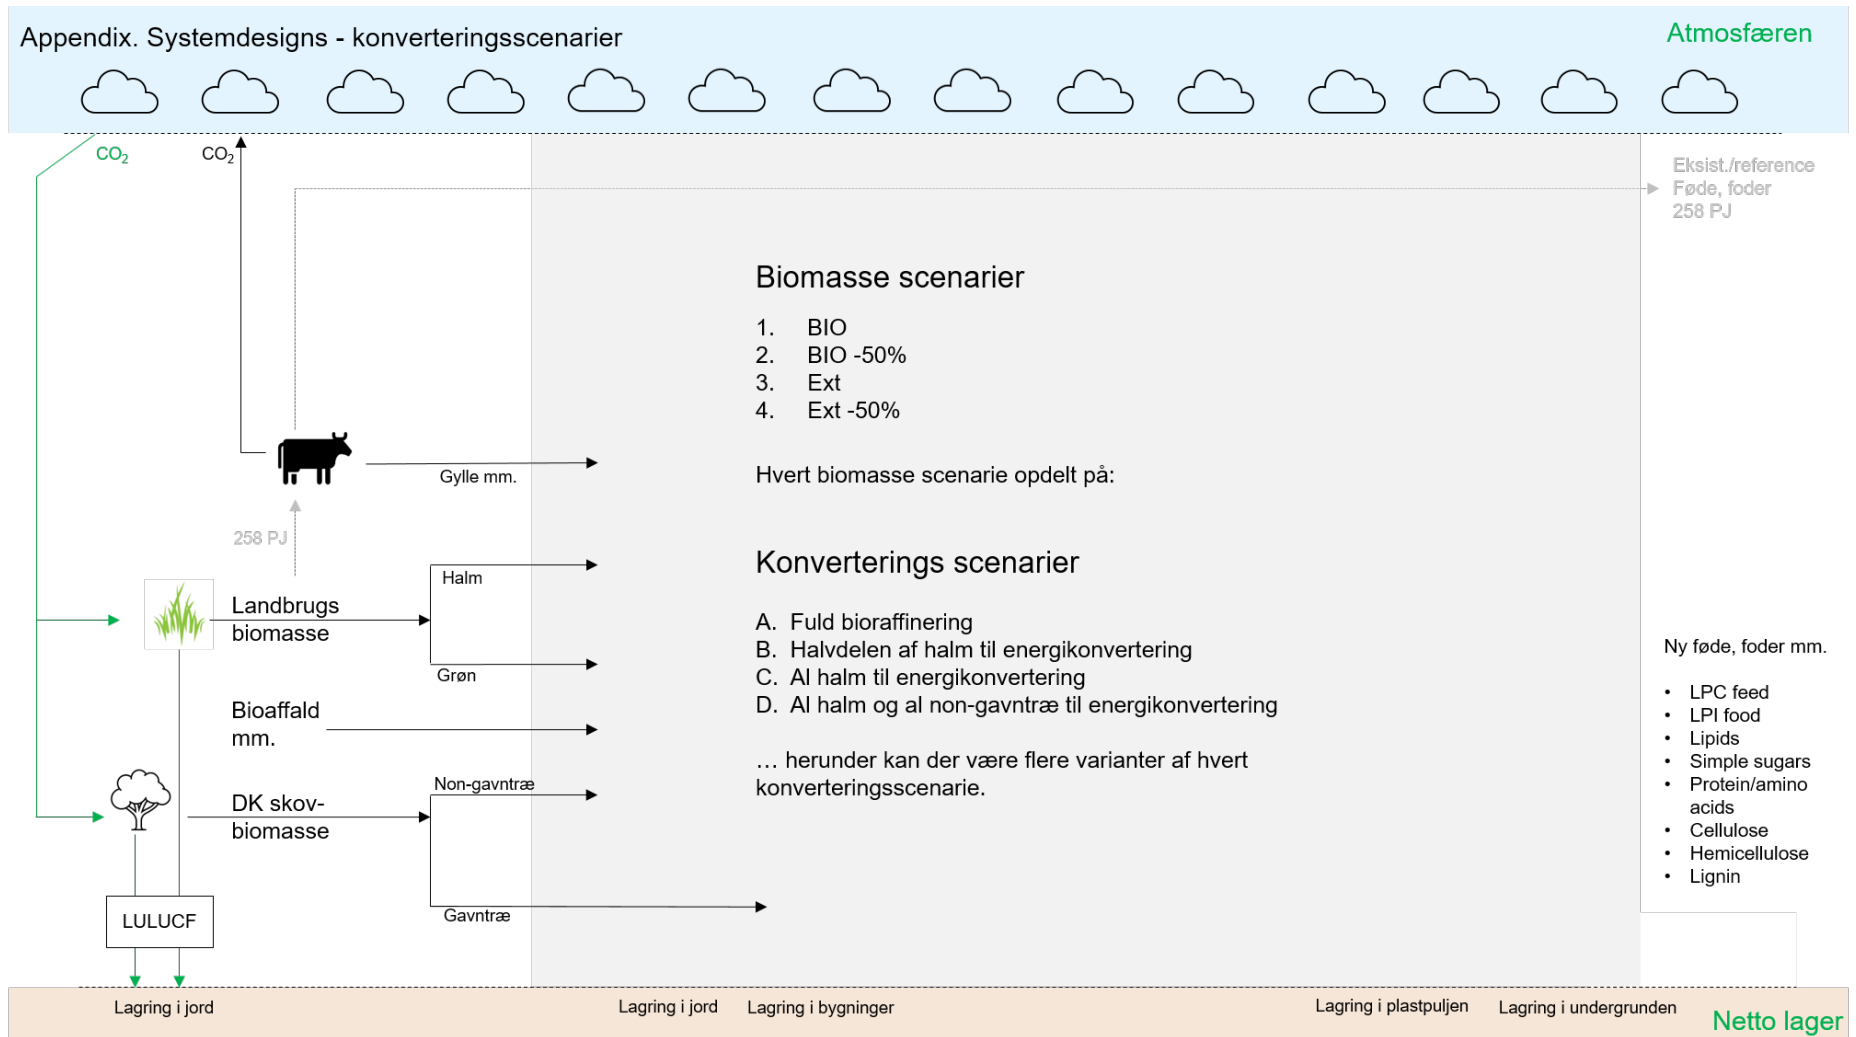 Appendix. Systemdesigns - konverteringsscenarier
Atmosfæren
CO₂
CO₂
Eksist./reference
Føde, foder
258 PJ
Biomasse scenarier
1. BIO
2. BIO -50%
3. Ext
4. Ext -50%
Hvert biomasse scenarie opdelt på:
Gylle mm.
258 PJ
Konverterings scenarier
A. Fuld bioraffinering
B. Halvdelen af halm til energikonvertering
C. Al halm til energikonvertering
D. Al halm og al non-gavntræ til energikonvertering
… herunder kan der være flere varianter af hvert
konverteringsscenarie.
Halm
Landbrugs
biomasse
Grøn
Bioaffald
mm.
Non-gavntræ
DK skov-
biomasse
Gavntræ
LULUCF
Ny føde, foder mm.
• LPC feed
• LPI food
• Lipids
• Simple sugars
• Protein/amino
acids
• Cellulose
• Hemicellulose
• Lignin
Lagring i jord
Lagring i jord
Lagring i bygninger
Lagring i plastpuljen
Lagring i undergrunden
Netto lager